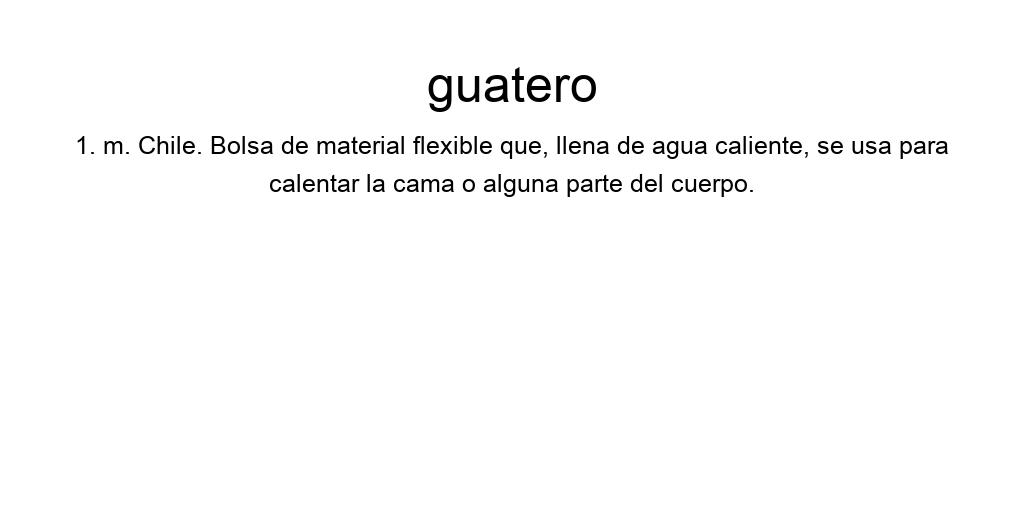 guatero
1. m. Chile. Bolsa de material flexible que, llena de agua caliente, se usa para
calentar la cama o alguna parte del cuerpo.